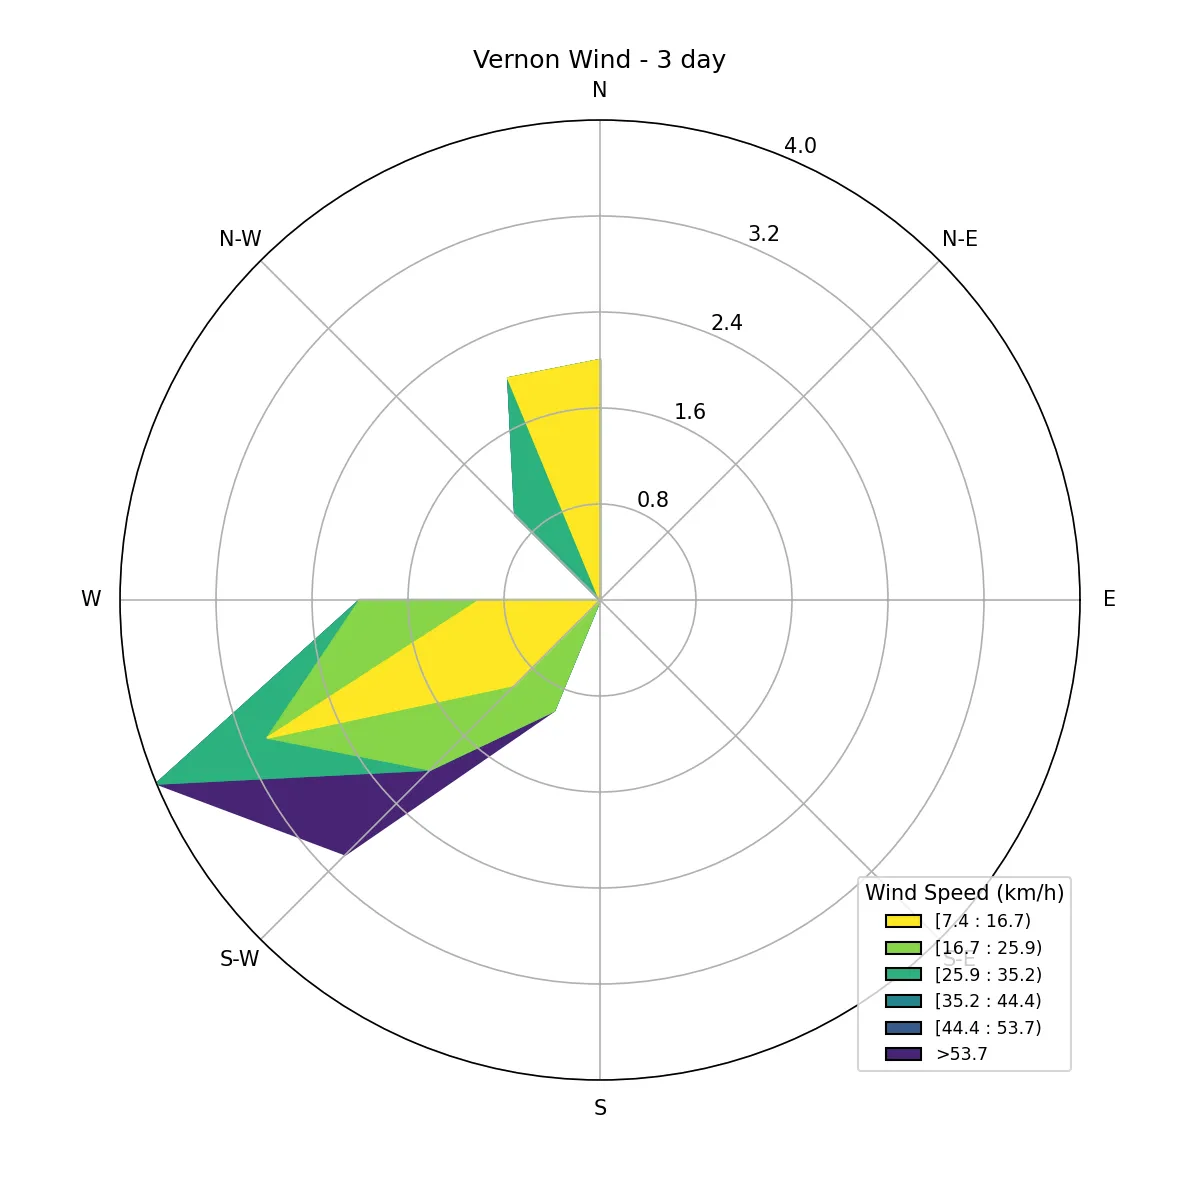 Vernon Wind - 3 day
N
4.0
N-W
3.2
N-E
2.4
1.6
0.8
W
E
S-W
S-E
S
Wind Speed (km/h)
[7.4 : 16.7)
[16.7 : 25.9)
[25.9 : 35.2)
[35.2 : 44.4)
[44.4 : 53.7)
>53.7